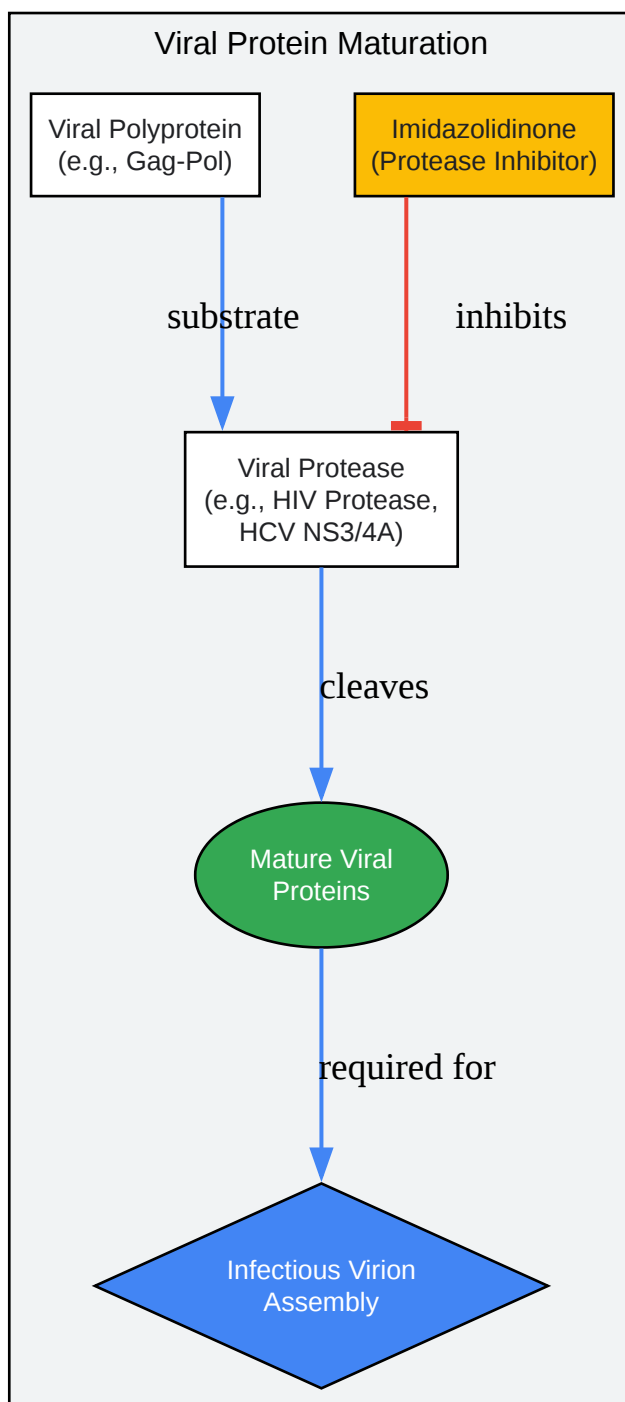 Viral Protein Maturation
Viral Polyprotein
(e.g., Gag-Pol)
Imidazolidinone
(Protease Inhibitor)
substrate
inhibits
Viral Protease
(e.g., HIV Protease,
HCV NS3/4A)
cleaves
Mature Viral
Proteins
required for
Infectious Virion
Assembly